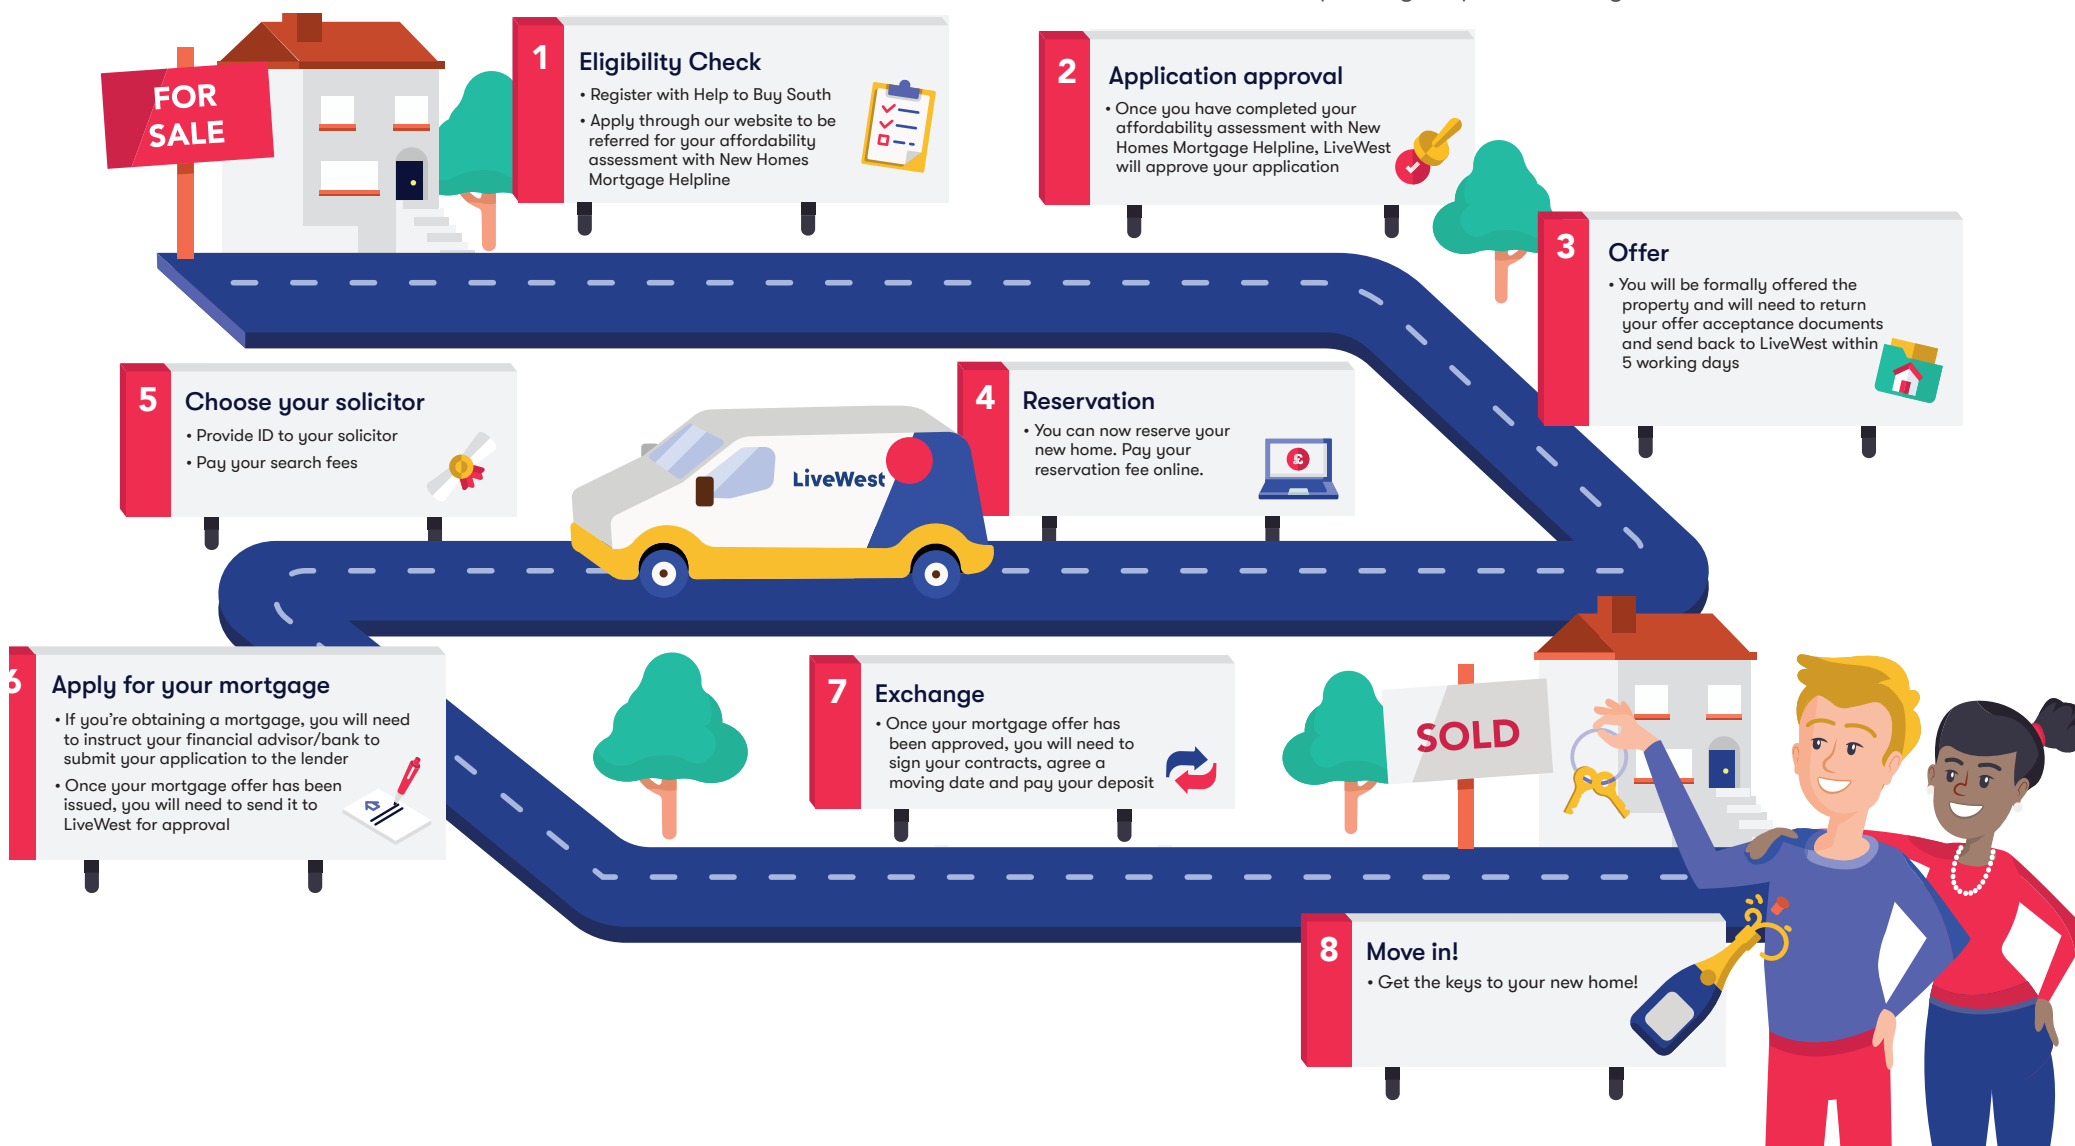 FOR
SALE
1
Eligibility Check
• Register with Help to Buy South
• Apply through our website to be
referred for your affordability
assessment with New Homes
Mortgage Helpline
2
Application approval
• Once you have completed your
affordability assessment with New
Homes Mortgage Helpline, LiveWest
will approve your application
3
Offer
• You will be formally offered the
property and will need to return
your offer acceptance documents
and send back to LiveWest within
5 working days
4
Reservation
• You can now reserve your
new home. Pay your
reservation fee online.
£
LiveWest
5
Choose your solicitor
• Provide ID to your solicitor
• Pay your search fees
6
Apply for your mortgage
• If you're obtaining a mortgage, you will need
to instruct your financial advisor/bank to
submit your application to the lender
• Once your mortgage offer has been
issued, you will need to send it to
LiveWest for approval
7
Exchange
• Once your mortgage offer has
been approved, you will need to
sign your contracts, agree a
moving date and pay your deposit
SOLD
8
Move in!
• Get the keys to your new home!